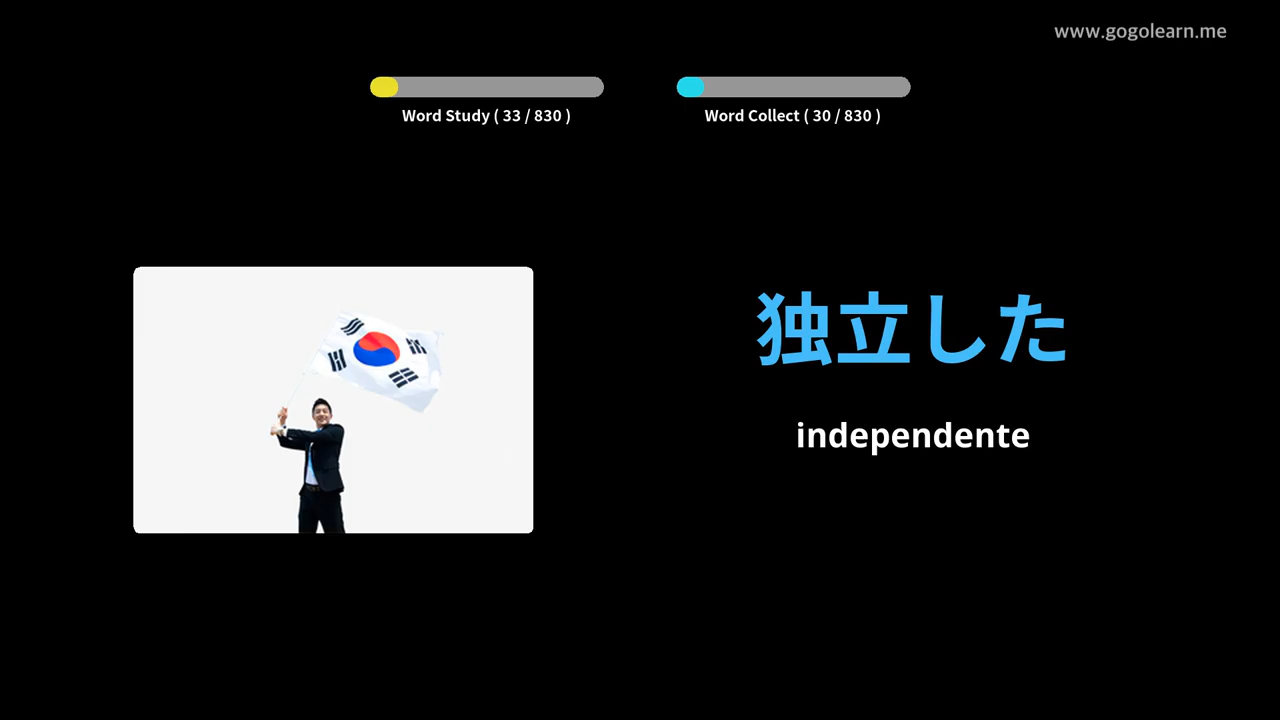 www.gogolearn.me
Word Study ( 33 / 830 )
Word Collect ( 30 / 830 )
独立した
independente